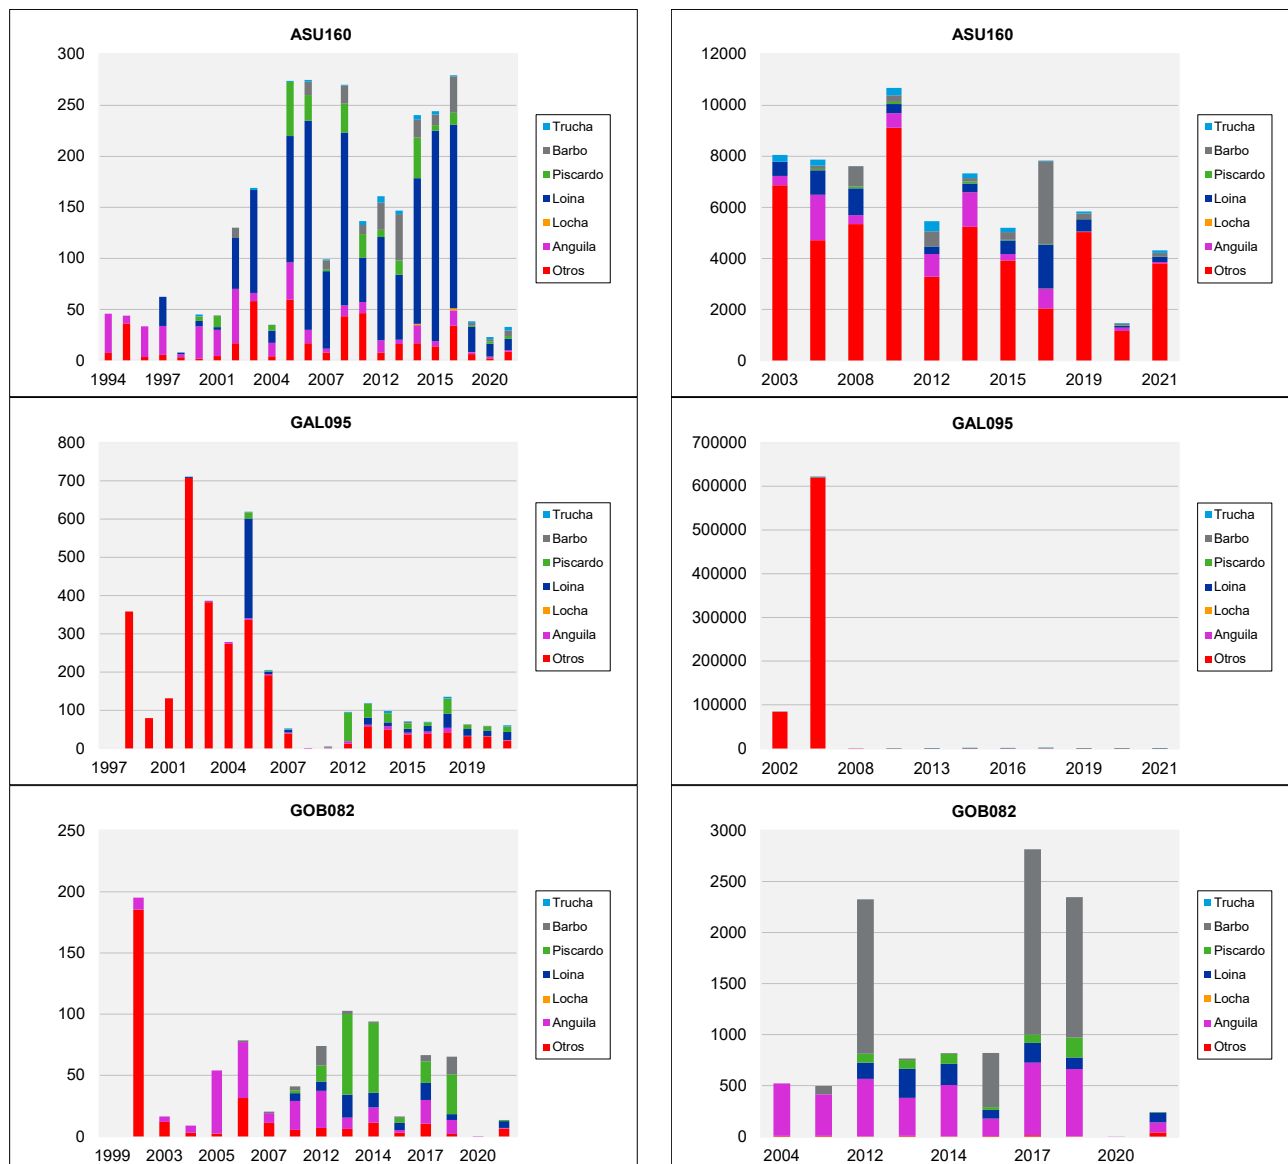 ASU160
300
250
200
150
100
50
0
1994 1997 2001 2004 2007 2012 2015 2020
Trucha
Barbo
Piscardo
Loina
Locha
Anguila
Otros
ASU160
12000
10000
8000
6000
4000
2000
0
2003 2008 2012 2015 2019 2021
Trucha
Barbo
Piscardo
Loina
Locha
Anguila
Otros
GAL095
800
700
600
500
400
300
200
100
0
1997 2001 2004 2007 2012 2015 2019
Trucha
Barbo
Piscardo
Loina
Locha
Anguila
Otros
GAL095
700000
600000
500000
400000
300000
200000
100000
0
2002 2008 2013 2016 2019 2021
Trucha
Barbo
Piscardo
Loina
Locha
Anguila
Otros
GOB082
250
200
150
100
50
0
1999 2003 2005 2007 2012 2014 2017 2020
Trucha
Barbo
Piscardo
Loina
Locha
Anguila
Otros
GOB082
3000
2500
2000
1500
1000
500
0
2004 2012 2014 2017 2020
Trucha
Barbo
Piscardo
Loina
Locha
Anguila
Otros